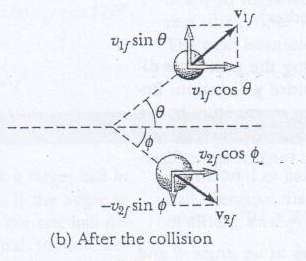 v1f
v1f sin θ
v1f cos θ
θ
ϕ
v2f cos ϕ
-v2f sin ϕ
v2f
(b) After the collision